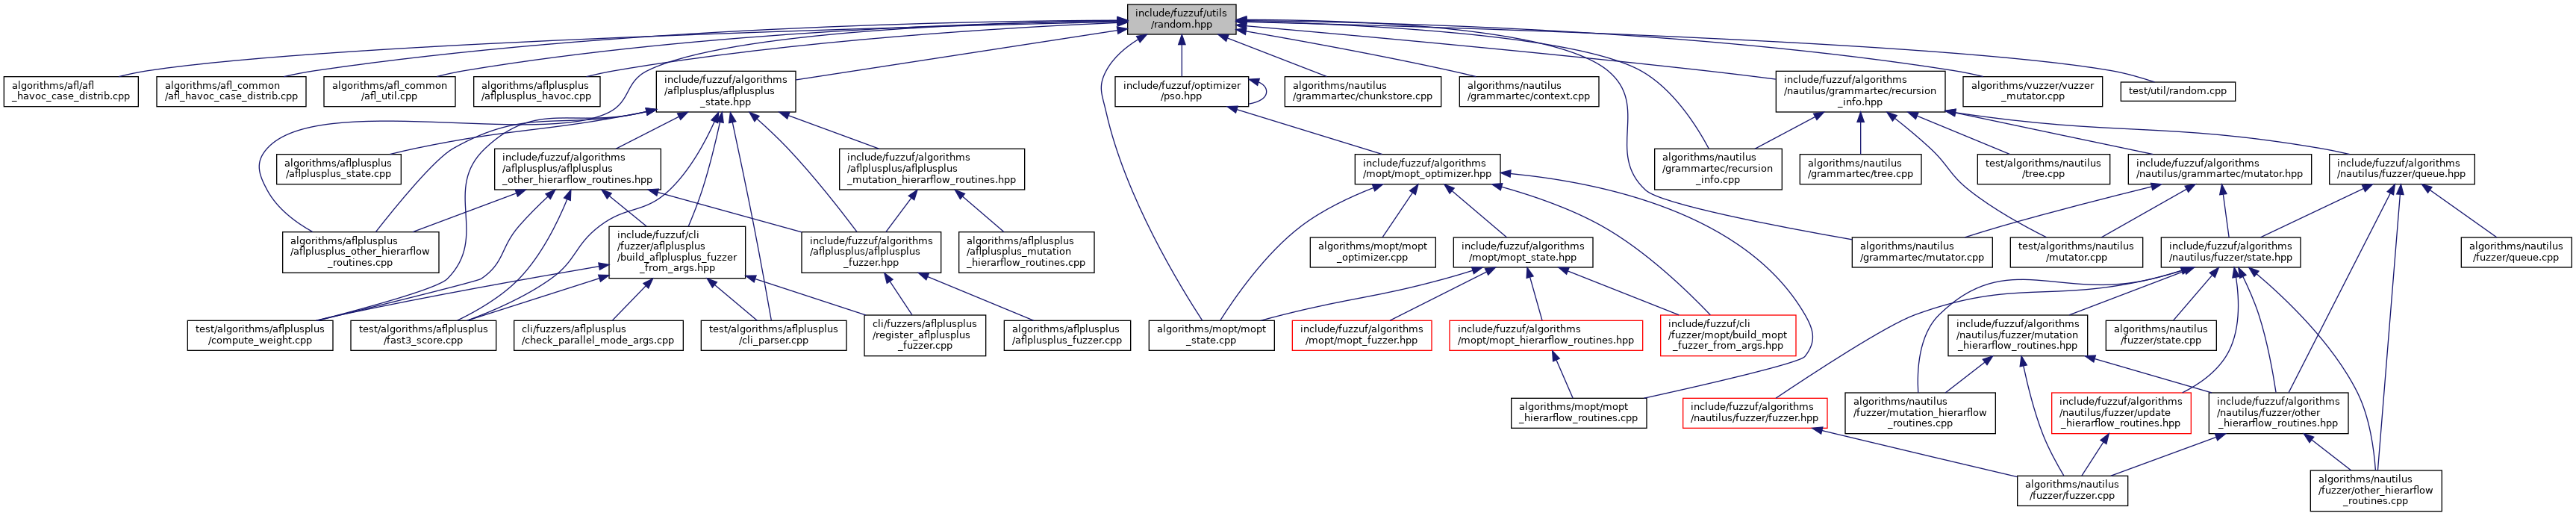 include/fuzzuf/utils
/random.hpp
algorithms/afl/afl
_havoc_case_distrib.cpp
algorithms/afl_common
/afl_havoc_case_distrib.cpp
algorithms/afl_common
/afl_util.cpp
algorithms/aflplusplus
/aflplusplus_havoc.cpp
include/fuzzuf/algorithms
/aflplusplus/aflplusplus
_state.hpp
include/fuzzuf/optimizer
/pso.hpp
algorithms/nautilus
/grammartec/chunkstore.cpp
algorithms/nautilus
/grammartec/context.cpp
include/fuzzuf/algorithms
/nautilus/grammartec/recursion
_info.hpp
algorithms/vuzzer/vuzzer
_mutator.cpp
test/util/random.cpp
algorithms/aflplusplus
/aflplusplus_state.cpp
include/fuzzuf/algorithms
/aflplusplus/aflplusplus
_other_hierarflow_routines.hpp
include/fuzzuf/algorithms
/aflplusplus/aflplusplus
_mutation_hierarflow_routines.hpp
include/fuzzuf/algorithms
/mopt/mopt_optimizer.hpp
algorithms/nautilus
/grammartec/recursion
_info.cpp
algorithms/nautilus
/grammartec/tree.cpp
test/algorithms/nautilus
/tree.cpp
include/fuzzuf/algorithms
/nautilus/grammartec/mutator.hpp
include/fuzzuf/algorithms
/nautilus/fuzzer/queue.hpp
algorithms/aflplusplus
/aflplusplus_other_hierarflow
_routines.cpp
include/fuzzuf/cli
/fuzzer/aflplusplus
/build_aflplusplus_fuzzer
_from_args.hpp
include/fuzzuf/algorithms
/aflplusplus/aflplusplus
_fuzzer.hpp
algorithms/aflplusplus
/aflplusplus_mutation
_hierarflow_routines.cpp
algorithms/mopt/mopt
_optimizer.cpp
include/fuzzuf/algorithms
/mopt/mopt_state.hpp
algorithms/nautilus
/grammartec/mutator.cpp
test/algorithms/nautilus
/mutator.cpp
include/fuzzuf/algorithms
/nautilus/fuzzer/state.hpp
algorithms/nautilus
/fuzzer/queue.cpp
test/algorithms/aflplusplus
/compute_weight.cpp
test/algorithms/aflplusplus
/fast3_score.cpp
cli/fuzzers/aflplusplus
/check_parallel_mode_args.cpp
test/algorithms/aflplusplus
/cli_parser.cpp
cli/fuzzers/aflplusplus
/register_aflplusplus
_fuzzer.cpp
algorithms/aflplusplus
/aflplusplus_fuzzer.cpp
algorithms/mopt/mopt
_state.cpp
include/fuzzuf/algorithms
/mopt/mopt_fuzzer.hpp
include/fuzzuf/algorithms
/mopt/mopt_hierarflow_routines.hpp
include/fuzzuf/cli
/fuzzer/mopt/build_mopt
_fuzzer_from_args.hpp
include/fuzzuf/algorithms
/nautilus/fuzzer/mutation
_hierarflow_routines.hpp
algorithms/nautilus
/fuzzer/state.cpp
algorithms/mopt/mopt
_hierarflow_routines.cpp
include/fuzzuf/algorithms
/nautilus/fuzzer/fuzzer.hpp
algorithms/nautilus
/fuzzer/mutation_hierarflow
_routines.cpp
include/fuzzuf/algorithms
/nautilus/fuzzer/update
_hierarflow_routines.hpp
include/fuzzuf/algorithms
/nautilus/fuzzer/other
_hierarflow_routines.hpp
algorithms/nautilus
/fuzzer/fuzzer.cpp
algorithms/nautilus
/fuzzer/other_hierarflow
_routines.cpp